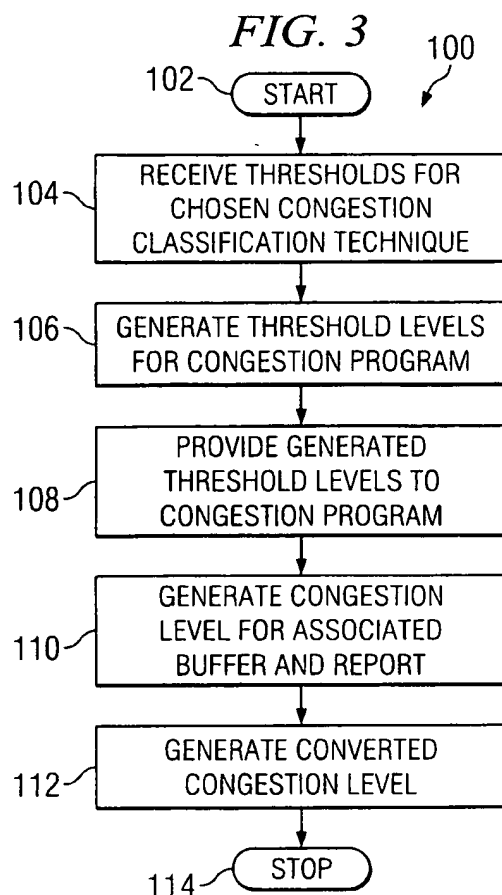 FIG. 3
100
102
START
104
RECEIVE THRESHOLDS FOR
CHOSEN CONGESTION
CLASSIFICATION TECHNIQUE
106
GENERATE THRESHOLD LEVELS
FOR CONGESTION PROGRAM
108
PROVIDE GENERATED
THRESHOLD LEVELS TO
CONGESTION PROGRAM
110
GENERATE CONGESTION
LEVEL FOR ASSOCIATED
BUFFER AND REPORT
112
GENERATE CONVERTED
CONGESTION LEVEL
114
STOP